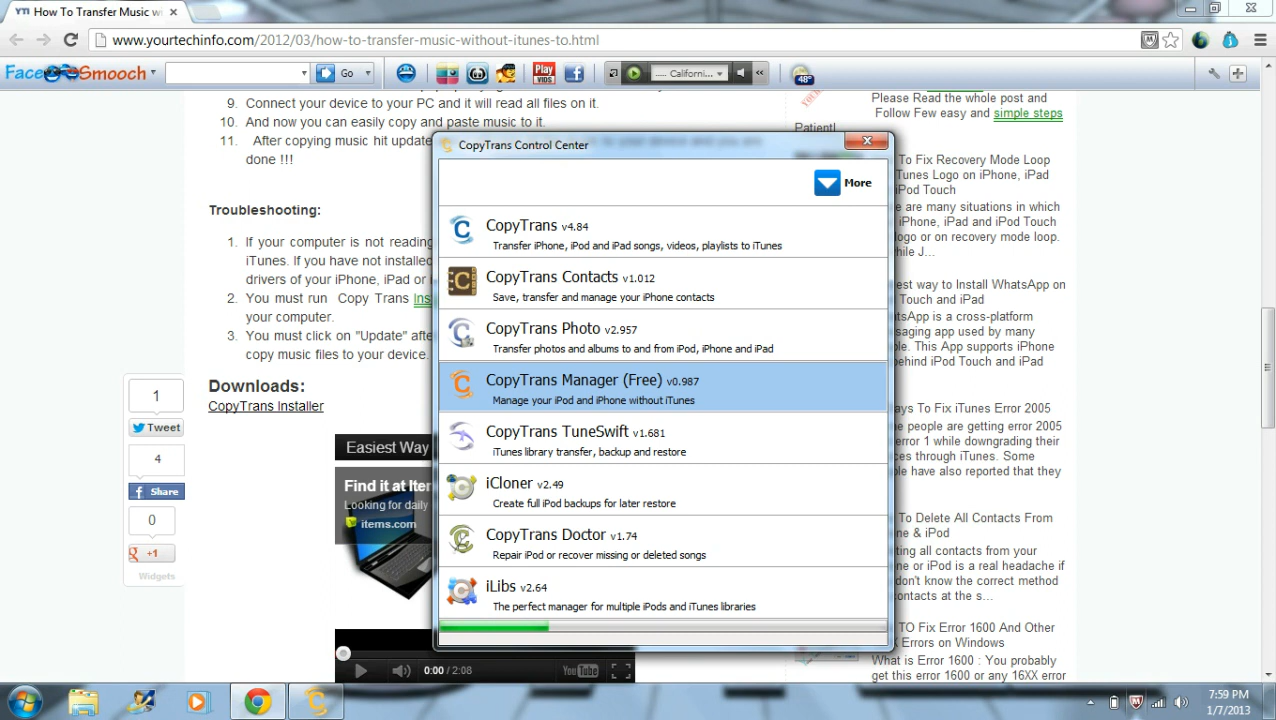 YTI How To Transfer Music w
www.yourtechinfo.com/2012/03/how-to-transfer-music-without-itunes-to.html
Face Smooch
Go
Play
VIDS
..... Californi...
48°
9. Connect your device to your PC and it will read all files on it.
10. And now you can easily copy and paste music to it.
11. After copying music hit update
done !!!
Troubleshooting:
1. If your computer is not reading
iTunes. If you have not installed
drivers of your iPhone, iPad or
2. You must run Copy Trans Ins
your computer.
3. You must click on "Update" afte
copy music files to your device.
Downloads:
CopyTrans Installer
1
Tweet
4
Share
0
+1
Widgets
Easiest Way
Find it at Iter
Looking for daily
items.com
0:00 / 2:08
YouTube
CopyTrans Control Center
More
CopyTrans v4.84
Transfer iPhone, iPod and iPad songs, videos, playlists to iTunes
CopyTrans Contacts v1.012
Save, transfer and manage your iPhone contacts
CopyTrans Photo v2.957
Transfer photos and albums to and from iPod, iPhone and iPad
CopyTrans Manager (Free) v0.987
Manage your iPod and iPhone without iTunes
CopyTrans TuneSwift v1.681
iTunes library transfer, backup and restore
iCloner v2.49
Create full iPod backups for later restore
CopyTrans Doctor v1.74
Repair iPod or recover missing or deleted songs
iLibs v2.64
The perfect manager for multiple iPods and iTunes libraries
Please Read the whole post and
Follow Few easy and simple steps
Patient!
To Fix Recovery Mode Loop
Tunes Logo on iPhone, iPad
iPod Touch
re are many situations in which
iPhone, iPad and iPod Touch
logo or on recovery mode loop.
hile J...
est way to Install WhatsApp on
Touch and iPad
tsApp is a cross-platform
saging app used by many
ple. This App supports iPhone
behind iPod Touch and iPad
ays To Fix iTunes Error 2005
e people are getting error 2005
error 1 while downgrading their
ces through iTunes. Some
le have also reported that they
To Delete All Contacts From
ne & iPod
ting all contacts from your
ne or iPod is a real headache if
don't know the correct method
contacts at the s...
TO Fix Error 1600 And Other
X Errors on Windows
What is Error 1600 : You probably
get this error 1600 or any 16XX error
7:59 PM
1/7/2013